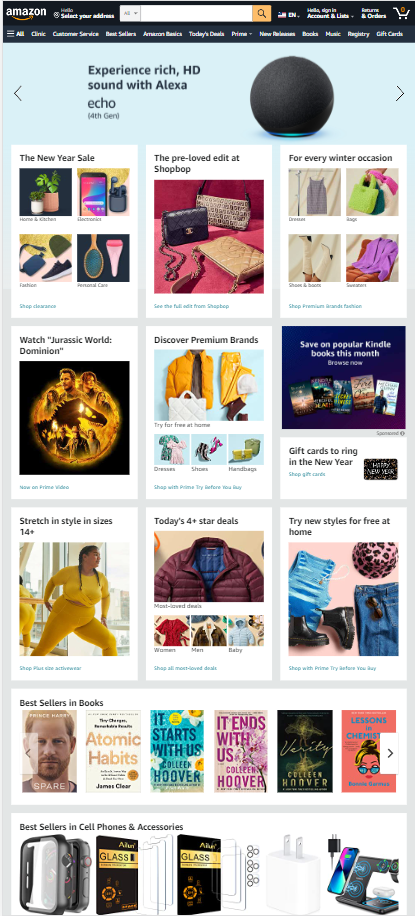 amazon
Hello
Select your address
All
EN
Hello, sign in
Account & Lists
Returns
& Orders
0
Cart
All Clinic Customer Service Best Sellers Amazon Basics Today's Deals Prime New Releases Books Music Registry Gift Cards
Experience rich, HD
sound with Alexa
echo
(4th Gen)
The New Year Sale
Home & Kitchen
Electronics
Fashion
Personal Care
Shop clearance
The pre-loved edit at
Shopbop
See the full edit from Shopbop
For every winter occasion
Dresses
Bags
Shoes & boots
Sweaters
Shop Premium Brands fashion
Watch "Jurassic World:
Dominion"
Now on Prime Video
Discover Premium Brands
Try for free at home
Dresses
Shoes
Handbags
Shop with Prime Try Before You Buy
Save on popular Kindle
books this month
Browse now
Sponsored
Gift cards to ring
in the New Year
Shop gift cards
HAPPY
NEW YEAR
Stretch in style in sizes
14+
Shop Plus size activewear
Today's 4+ star deals
Most-loved deals
Women
Men
Baby
Shop all most-loved deals
Try new styles for free at
home
Shop with Prime Try Before You Buy
Best Sellers in Books
PRINCE HARRY
SPARE
Tiny Changes,
Remarkable Results
Atomic
Habits
James Clear
IT
STARTS
WITH US
COLLEEN
HOOVER
IT
ENDS
WITH
US
COLLEEN
HOOVER
Verity
COLLEEN
HOOVER
LESSONS
in
CHEMISTRY
Bonnie Garmus
Best Sellers in Cell Phones & Accessories
Ailun
GLASS
Ailun
GLASS